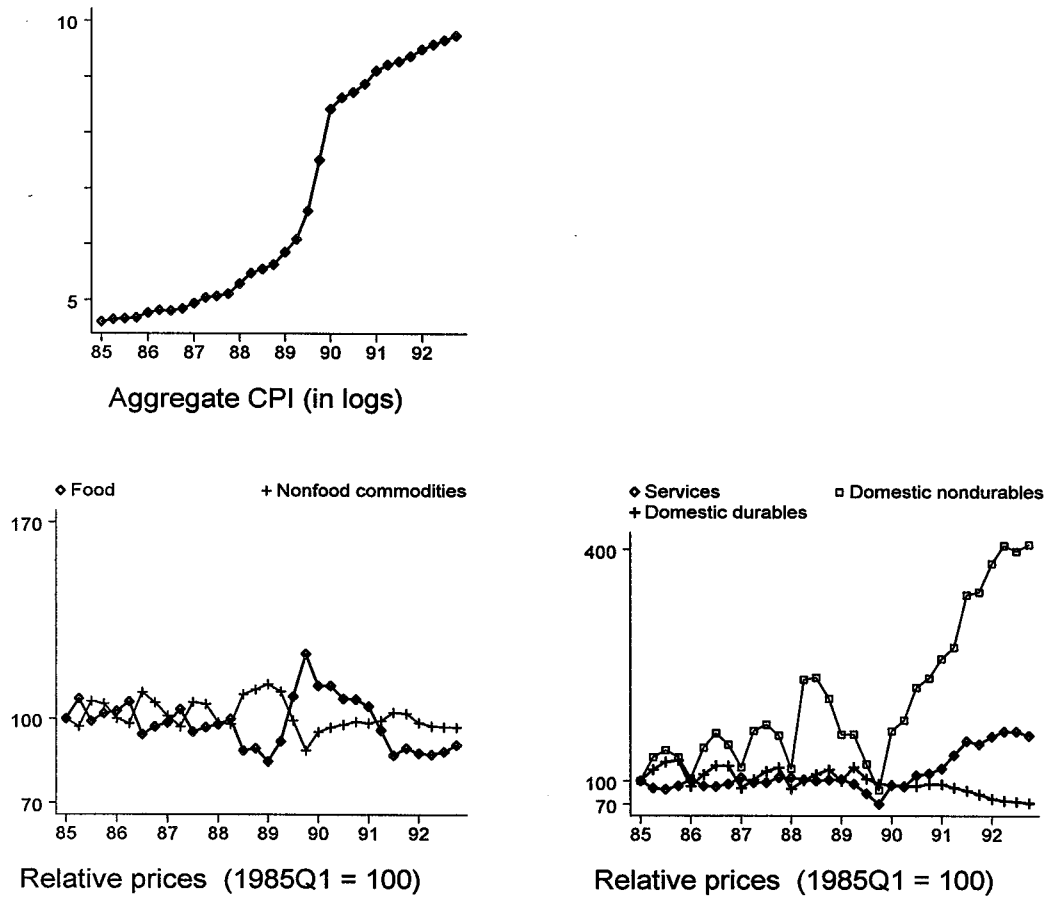 10
5
85 86 87 88 89 90 91 92
Aggregate CPI (in logs)
Food Nonfood commodities
170
100
70
85 86 87 88 89 90 91 92
Relative prices (1985Q1 = 100)
Services Domestic nondurables
Domestic durables
400
100
70
85 86 87 88 89 90 91 92
Relative prices (1985Q1 = 100)